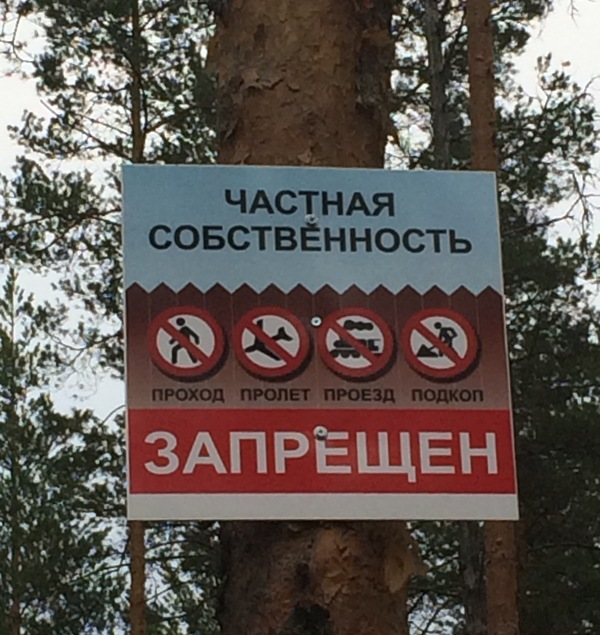 ЧАСТНАЯ
СОБСТВЕННОСТЬ
ПРОХОД ПРОЛЕТ ПРОЕЗД ПОДКОП
ЗАПРЕЩЕН